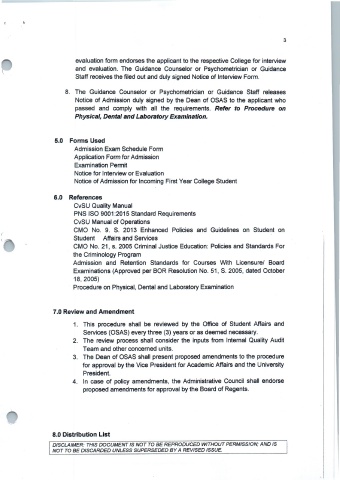 3
evaluation form endorses the applicant to the respective College for interview
and evaluation. The Guidance Counselor or Psychometrician or Guidance
Staff receives the filed out and duly signed Notice of Interview Form.
8. The Guidance Counselor or Psychometrician or Guidance Staff releases
Notice of Admission duly signed by the Dean of OSAS to the applicant who
passed and comply with all the requirements. Refer to Procedure on
Physical, Dental and Laboratory Examination.
5.0 Forms Used
Admission Exam Schedule Form
Application Form for Admission
Examination Permit
Notice for Interview or Evaluation
Notice of Admission for Incoming First Year College Student
6.0 References
CvSU Quality Manual
PNS ISO 9001:2015 Standard Requirements
CvSU Manual of Operations
CMO No. 9. S. 2013 Enhanced Policies and Guidelines on Student on
Student Affairs and Services
CMO No. 21, s. 2005 Criminal Justice Education: Policies and Standards For
the Criminology Program
Admission and Retention Standards for Courses With Licensure/ Board
Examinations (Approved per BOR Resolution No. 51, S. 2005, dated October
18, 2005)
Procedure on Physical, Dental and Laboratory Examination
7.0 Review and Amendment
1. This procedure shall be reviewed by the Office of Student Affairs and
Services (OSAS) every three (3) years or as deemed necessary.
2. The review process shall consider the inputs from Internal Quality Audit
Team and other concerned units.
3. The Dean of OSAS shall present proposed amendments to the procedure
for approval by the Vice President for Academic Affairs and the University
President.
4. In case of policy amendments, the Administrative Council shall endorse
proposed amendments for approval by the Board of Regents.
8.0 Distribution List
DISCLAIMER: THIS DOCUMENT IS NOT TO BE REPRODUCED WITHOUT PERMISSION; AND IS
NOT TO BE DISCARDED UNLESS SUPERSEDED BY A REVISED ISSUE.